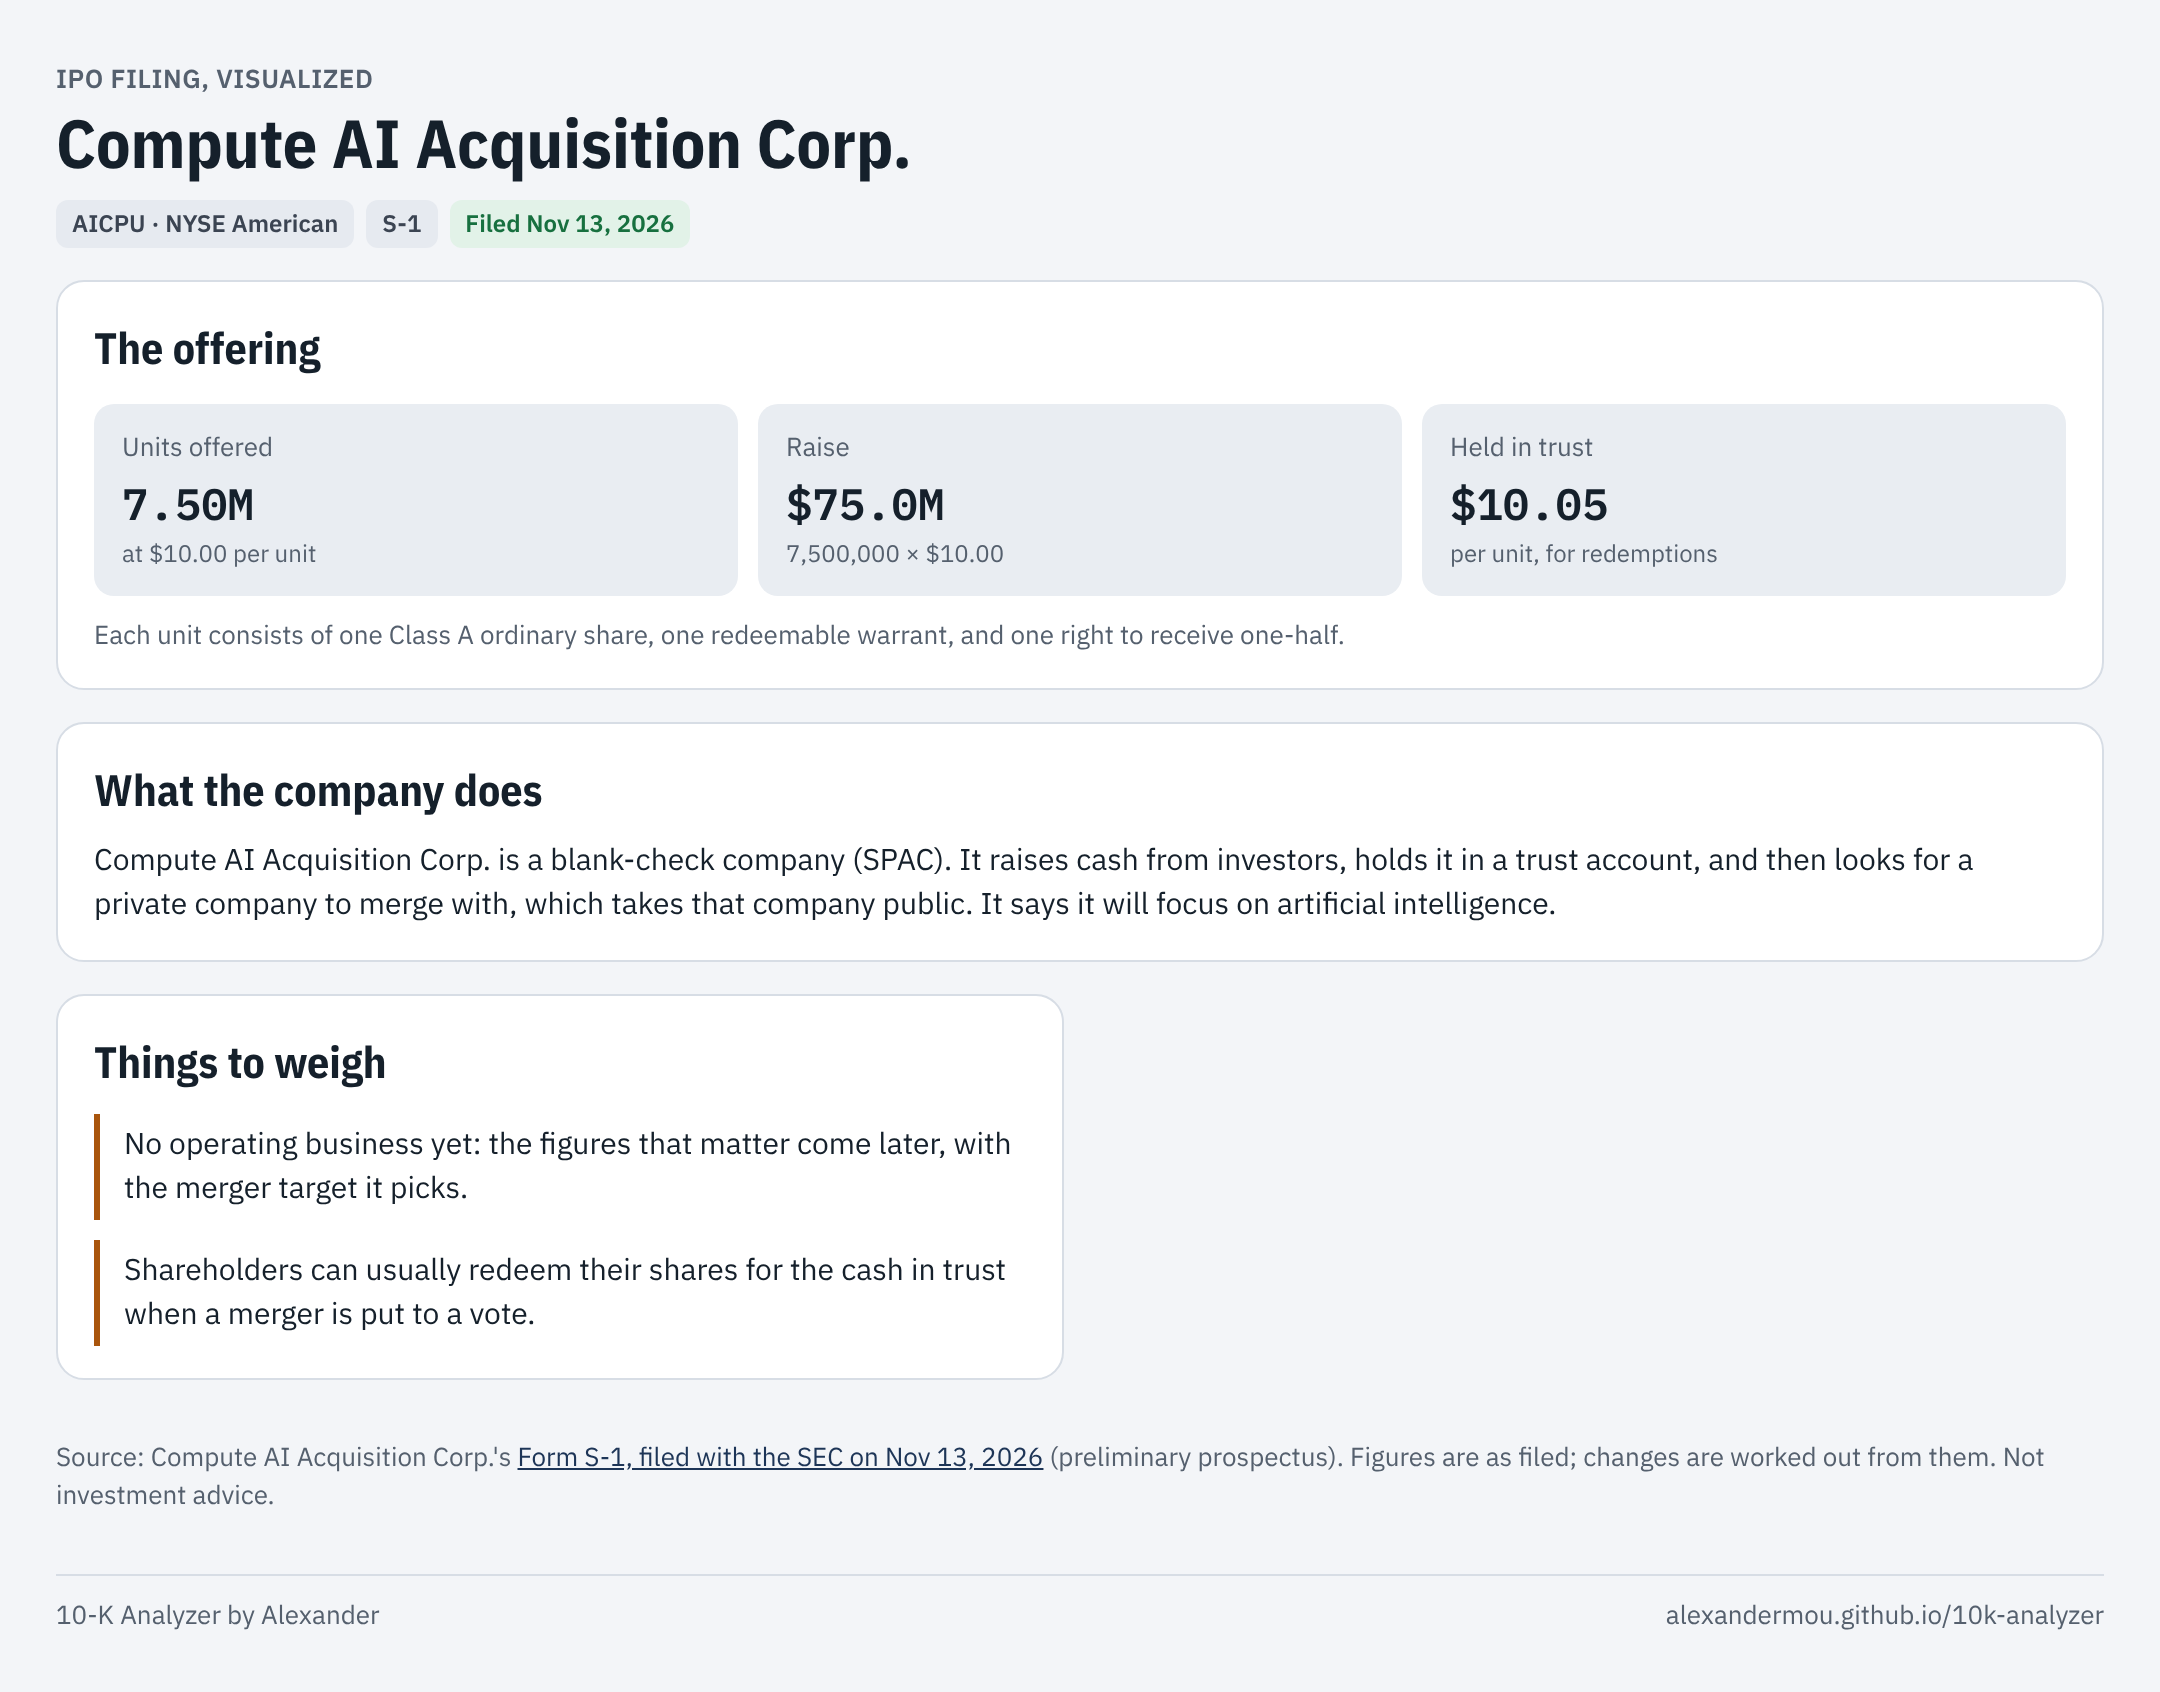 IPO FILING, VISUALIZED
Compute AI Acquisition Corp.
AICPU · NYSE American S-1 Filed Nov 13, 2026
The offering
Units offered Raise Held in trust
7.50M $75.0M $10.05
at $10.00 per unit 7,500,000 × $10.00 per unit, for redemptions
Each unit consists of one Class A ordinary share, one redeemable warrant, and one right to receive one-half.
What the company does
Compute AI Acquisition Corp. is a blank-check company (SPAC). It raises cash from investors, holds it in a trust account, and then looks for a
private company to merge with, which takes that company public. It says it will focus on artificial intelligence.
Things to weigh
No operating business yet: the figures that matter come later, with
the merger target it picks.
Shareholders can usually redeem their shares for the cash in trust
when a merger is put to a vote.
Source: Compute AI Acquisition Corp.'s Form S-1, filed with the SEC on Nov 13, 2026 (preliminary prospectus). Figures are as filed; changes are worked out from them. Not
investment advice.
10-K Analyzer by Alexander alexandermou.github.io/10k-analyzer